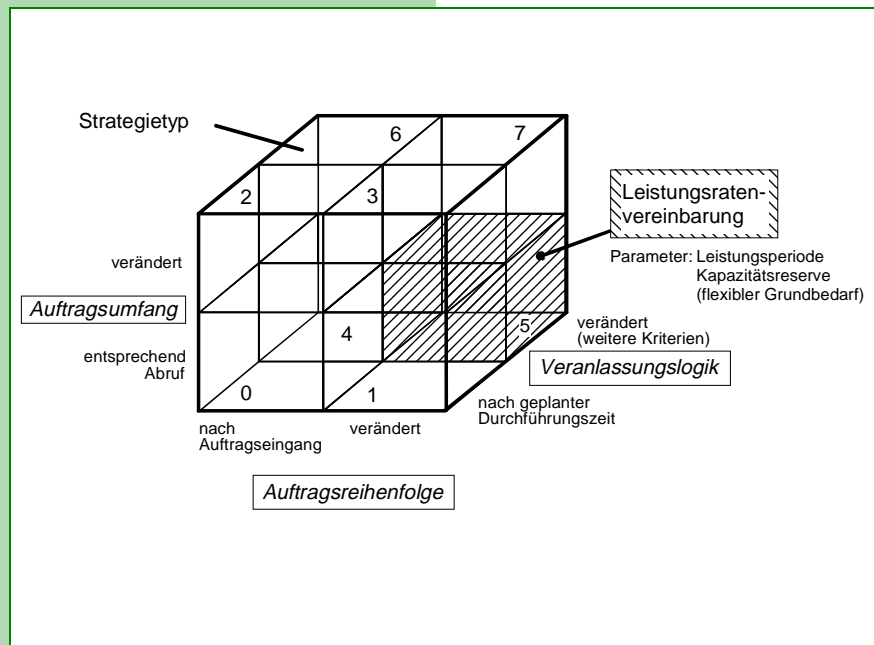 Strategietyp
6
7
2
3
Leistungsraten-
vereinbarung
Parameter: Leistungsperiode
Kapazitätsreserve
(flexibler Grundbedarf)
verändert
Auftragsumfang
entsprechend
Abruf
4
5
verändert
(weitere Kriterien)
Veranlassungslogik
0
1
nach geplanter
Durchführungszeit
nach
Auftragseingang
verändert
Auftragsreihenfolge